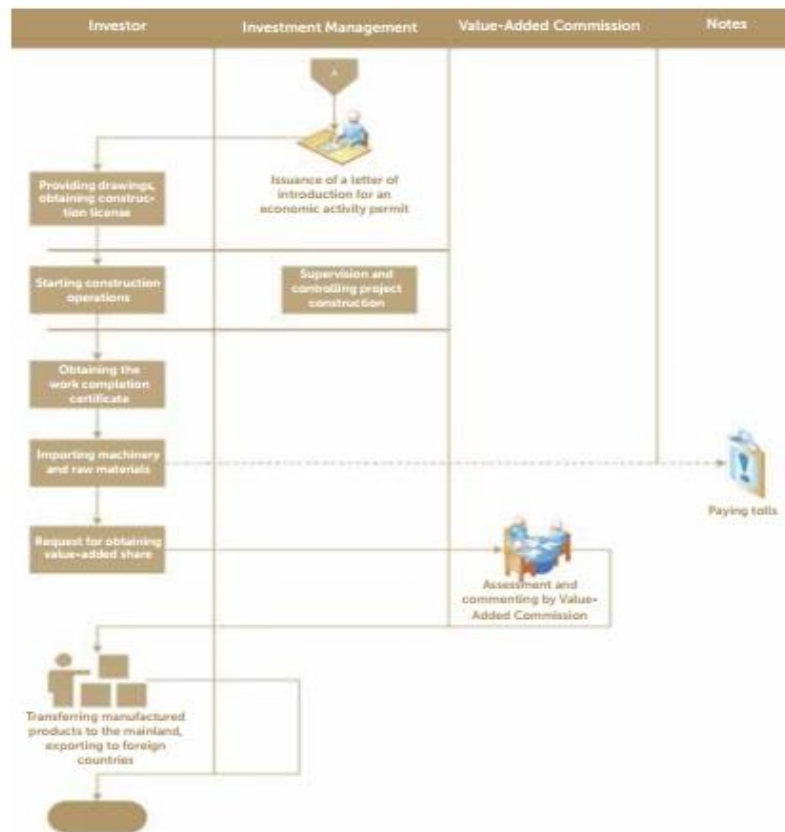 Investor
Investment Management
Value-Added Commission
Notes
A
Issuance of a letter of
introduction for an
economic activity permit
Providing drawings,
obtaining construc-
tion license
Starting construction
operations
Supervision and
controlling project
construction
Obtaining the
work completion
certificate
Importing machinery
and raw materials
Paying tolls
Request for obtaining
value-added share
Assessment and
commenting by Value-
Added Commission
Transferring manufactured
products to the mainland,
exporting to foreign
countries